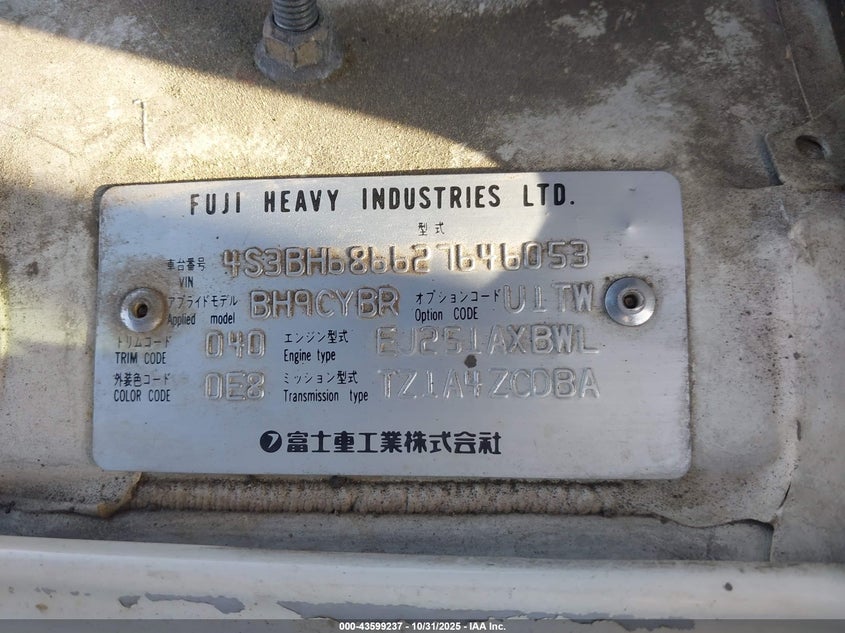 FUJI HEAVY INDUSTRIES LTD.
型式
車台番号 VIN 4S3BH686627646053
アプライドモデル Applied model BH9CYBR オプションコード Option CODE U1TW
トリムコード TRIM CODE 040 エンジン型式 Engine type EJ251AXBWL
外装色コード COLOR CODE 0E8 ミッション型式 Transmission type TZ1A4ZCDBA
富士重工業株式会社
000-43599237 - 10/31/2025 - IAA Inc.